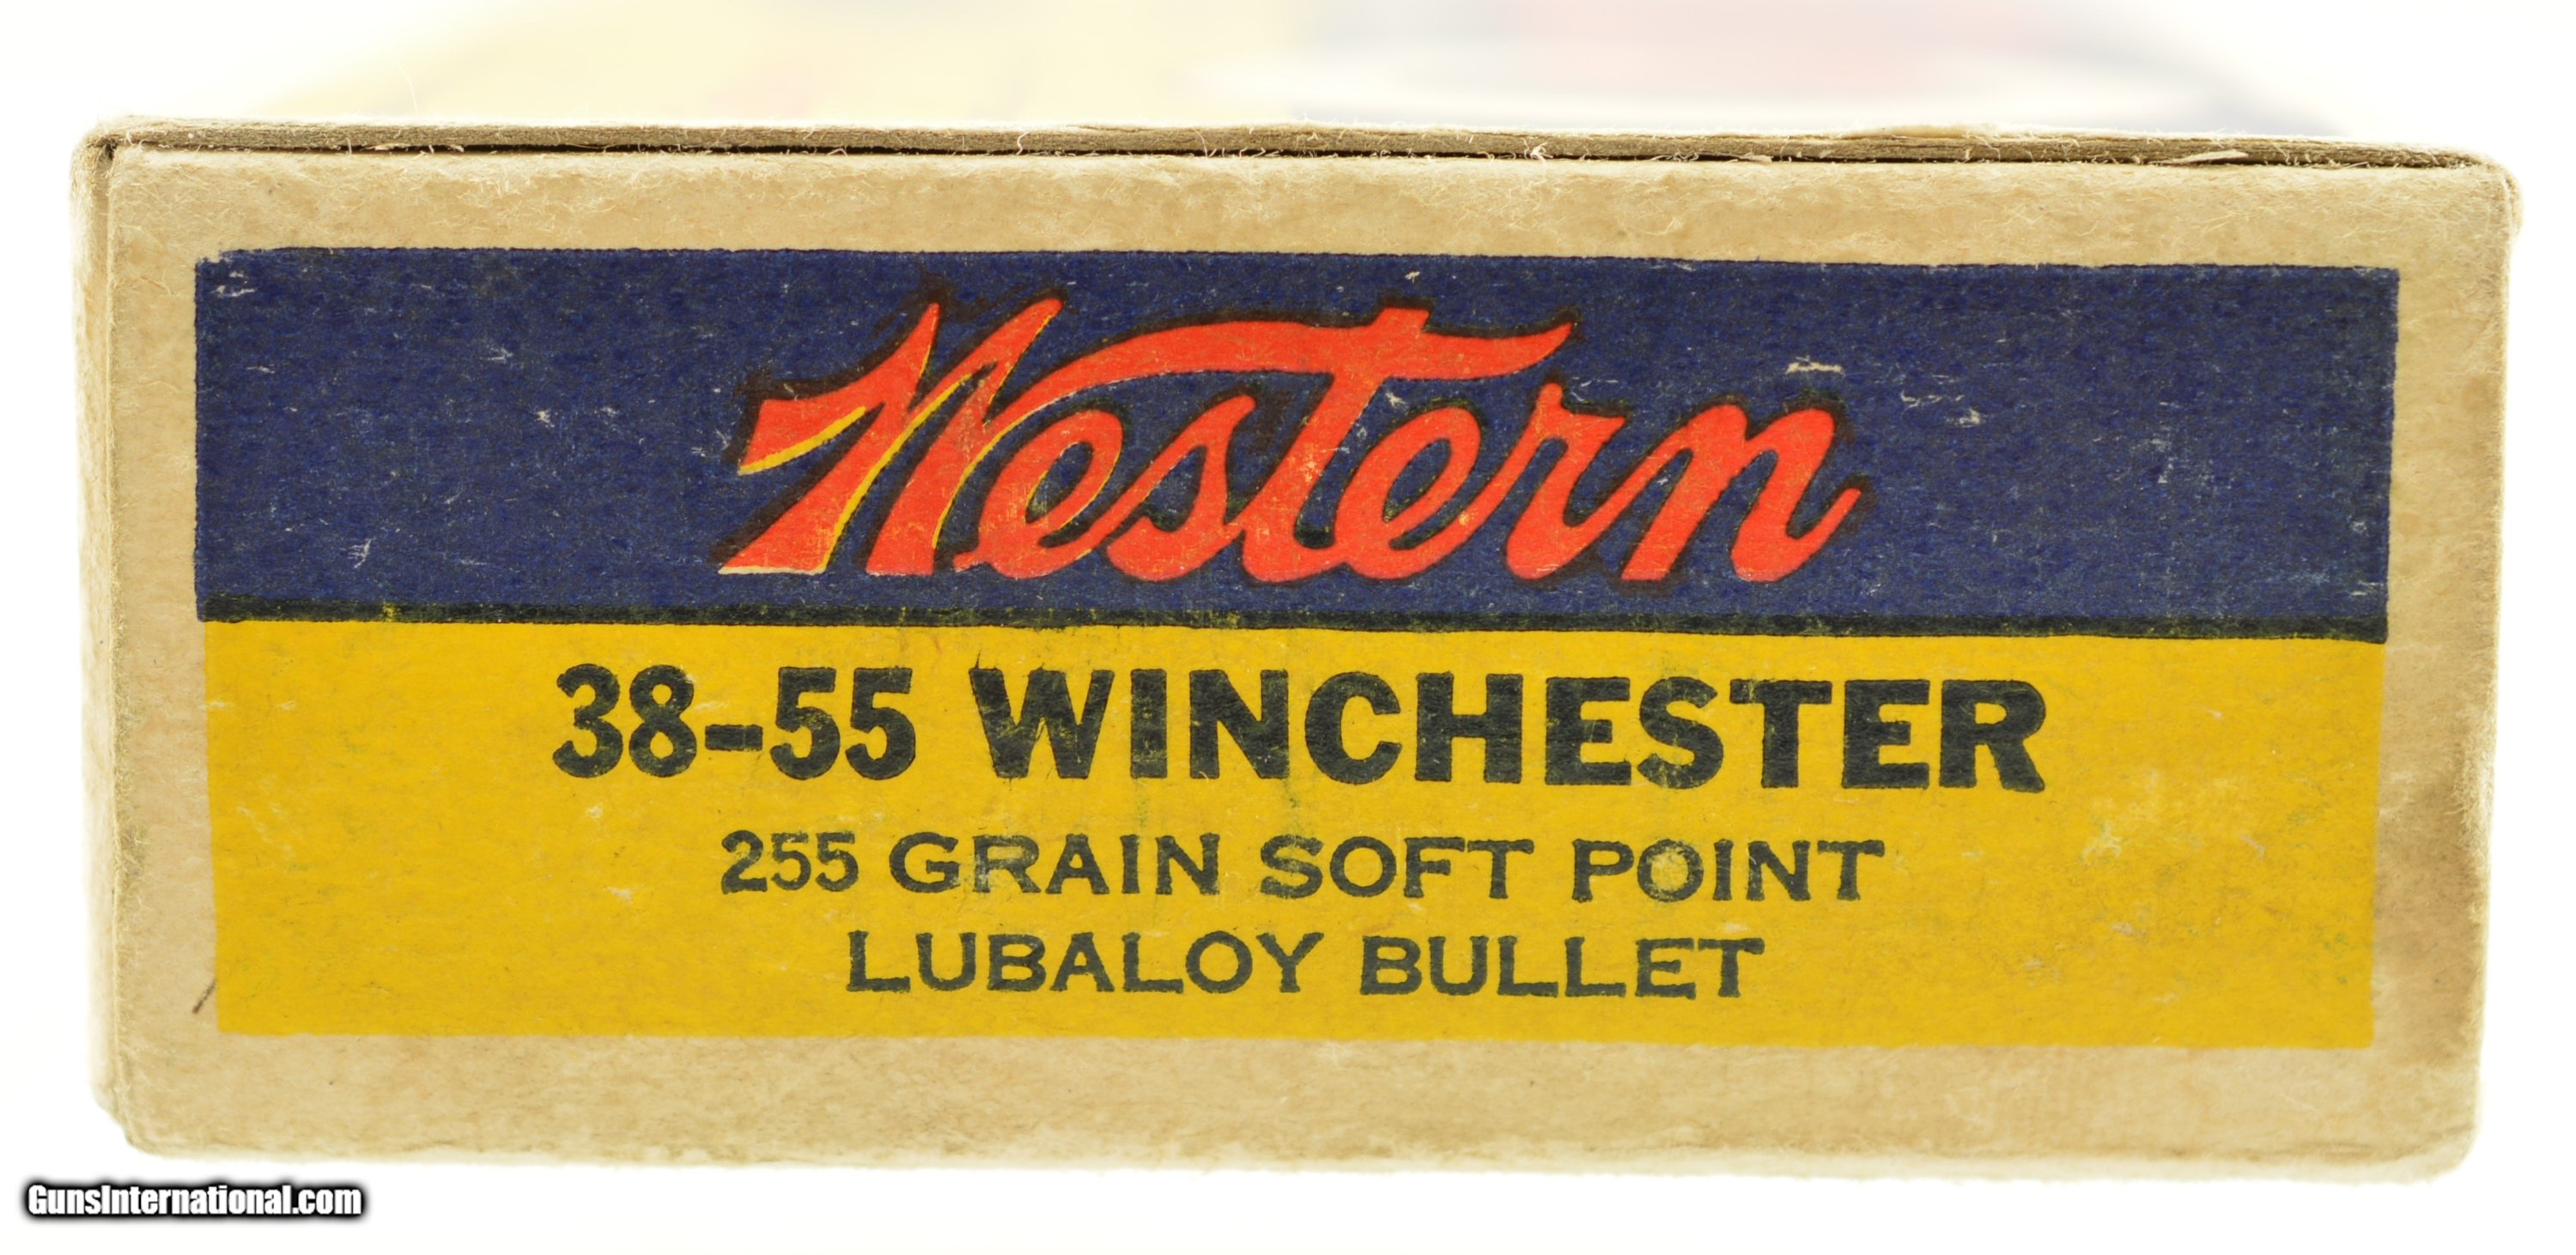 Western
38-55 WINCHESTER
255 GRAIN SOFT POINT
LUBALOY BULLET
GunsInternational.com